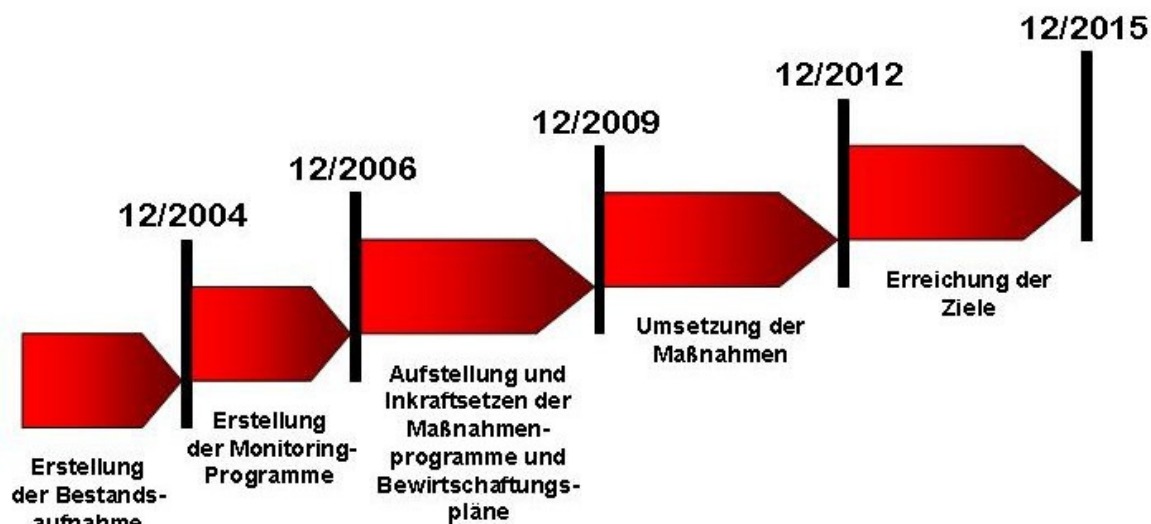 12/2015
12/2012
12/2009
12/2006
12/2004
Erreichung der
Ziele
Umsetzung der
Maßnahmen
Aufstellung und
Inkraftsetzen der
Maßnahmen-
programme und
Bewirtschaftungs-
pläne
Erstellung
der Monitoring-
Programme
Erstellung
der Bestands-
aufnahme